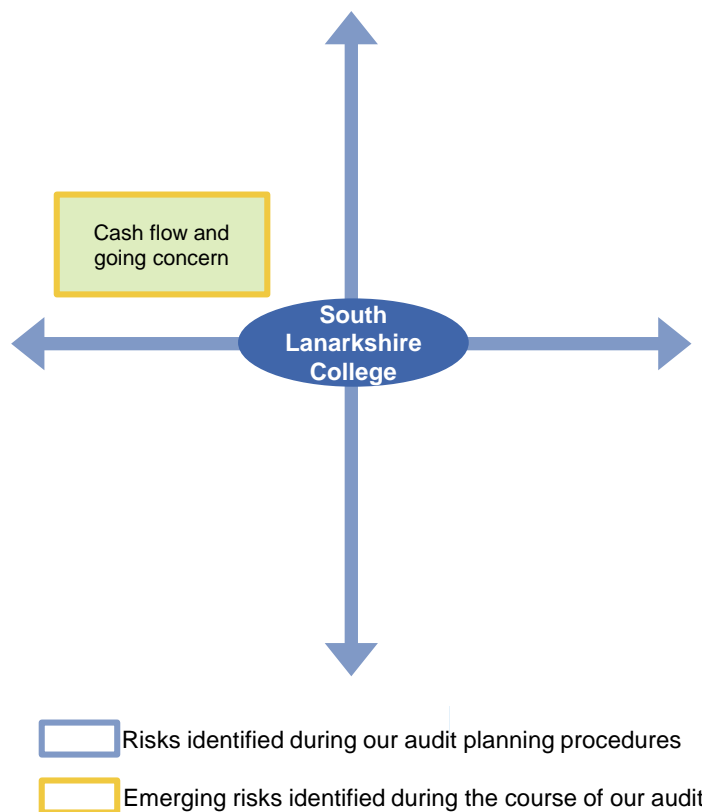 Cash flow and
going concern
South
Lanarkshire
College
Risks identified during our audit planning procedures
Emerging risks identified during the course of our audit